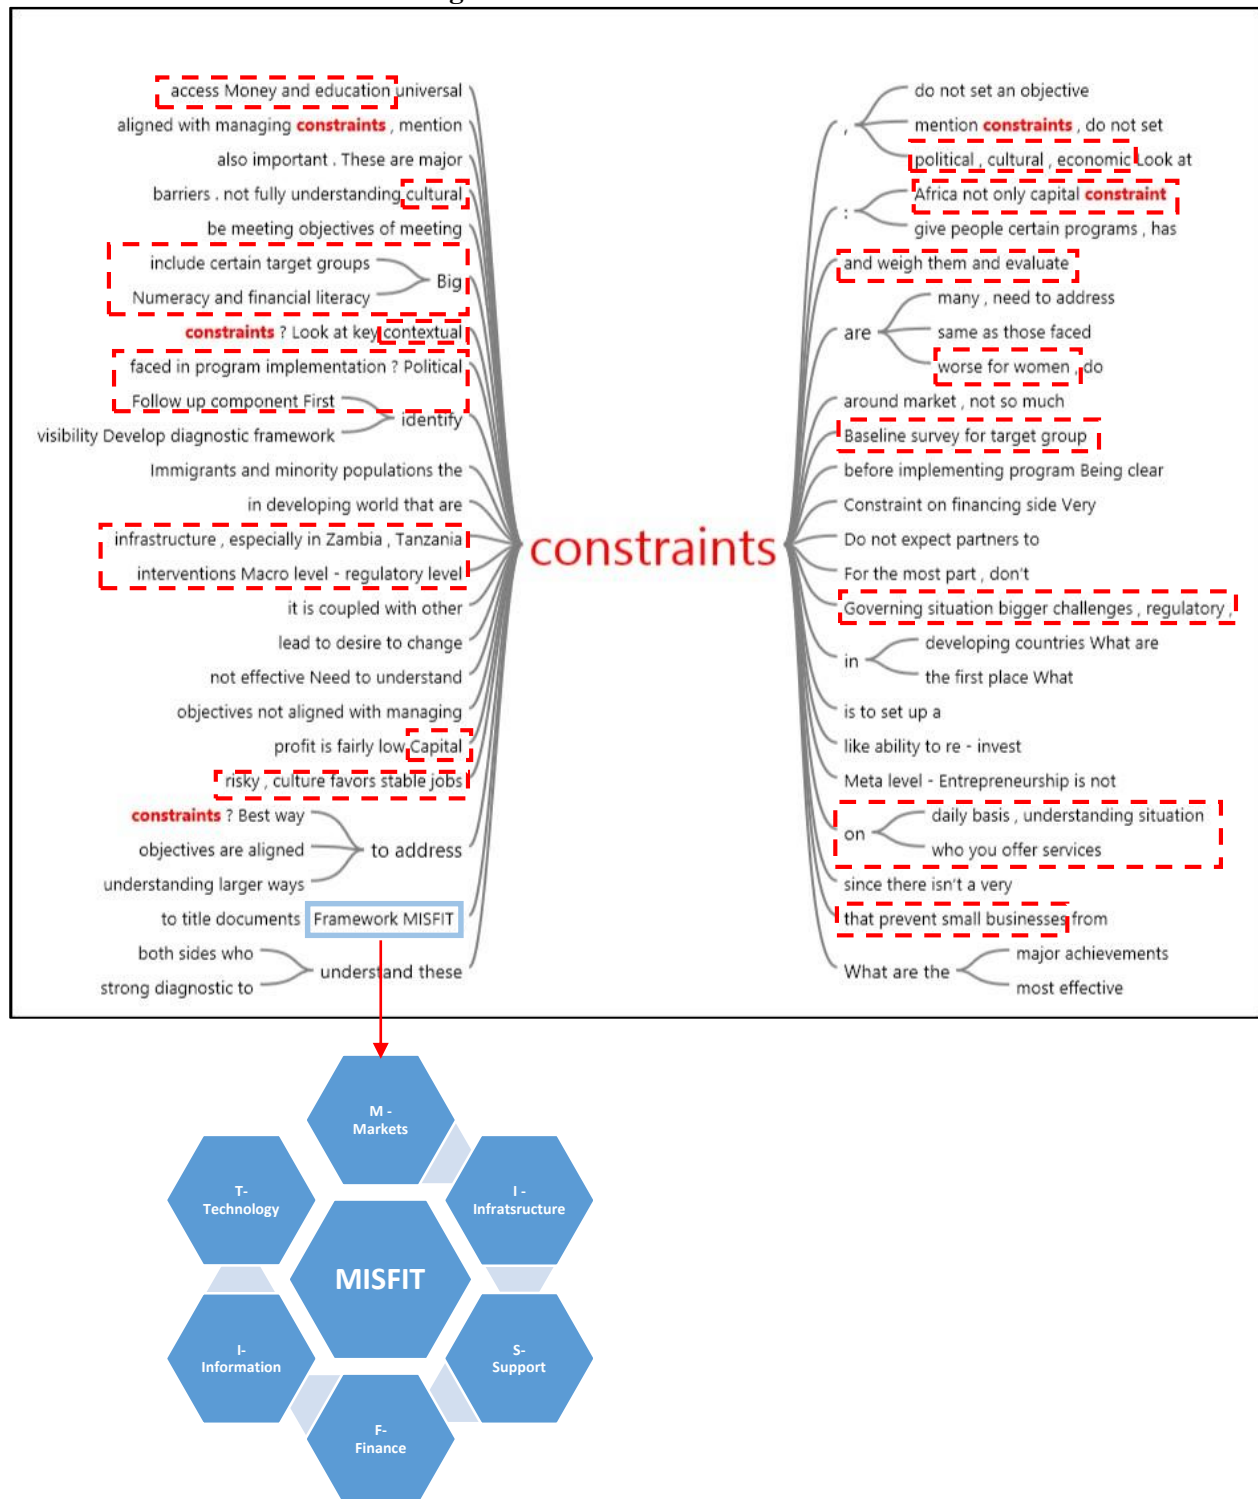 access Money and education universal
aligned with managing constraints , mention
also important . These are major
barriers . not fully understanding cultural
be meeting objectives of meeting
include certain target groups
Numeracy and financial literacy
Big
constraints ? Look at key contextual
faced in program implementation ? Political
Follow up component First
visibility Develop diagnostic framework
identify
Immigrants and minority populations the
in developing world that are
infrastructure , especially in Zambia , Tanzania
interventions Macro level - regulatory level
it is coupled with other
lead to desire to change
not effective Need to understand
objectives not aligned with managing
profit is fairly low Capital
risky , culture favors stable jobs
constraints ? Best way
objectives are aligned
understanding larger ways
to address
to title documents Framework MISFIT
both sides who
strong diagnostic to
understand these
constraints
,
do not set an objective
mention constraints , do not set
political , cultural , economic Look at
:
Africa not only capital constraint
give people certain programs , has
and weigh them and evaluate
are
many , need to address
same as those faced
worse for women , do
around market , not so much
Baseline survey for target group
before implementing program Being clear
Constraint on financing side Very
Do not expect partners to
For the most part , don't
Governing situation bigger challenges , regulatory ,
in
developing countries What are
the first place What
is to set up a
like ability to re - invest
Meta level - Entrepreneurship is not
on
daily basis , understanding situation
who you offer services
since there isn't a very
that prevent small businesses from
What are the
major achievements
most effective
M -
Markets
I -
Infratsructure
S-
Support
F-
Finance
I-
Information
T-
Technology
MISFIT